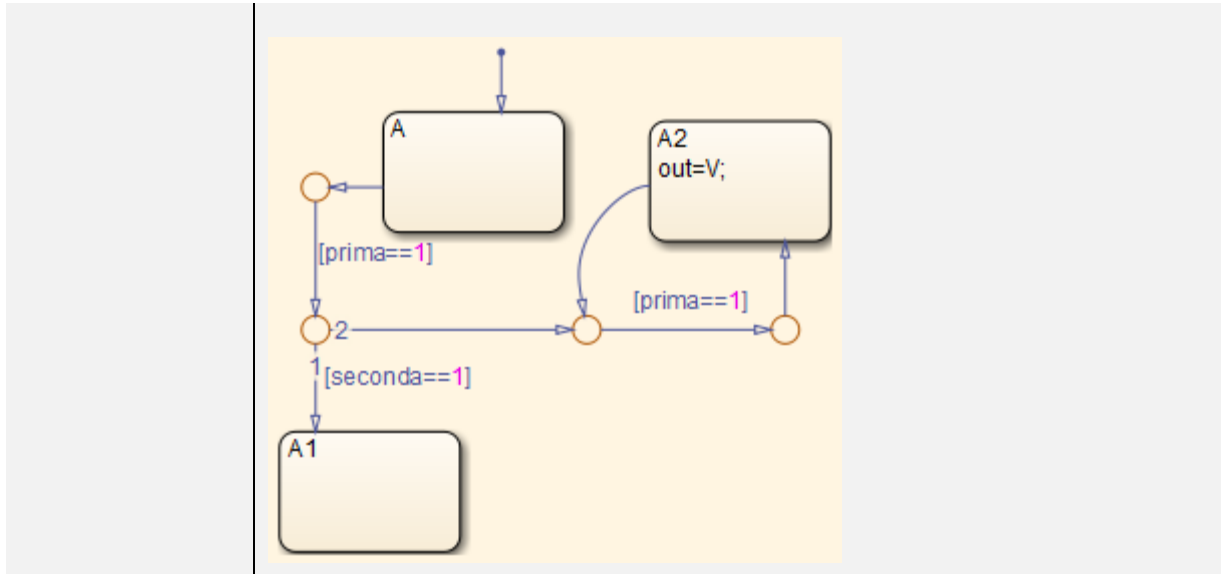 A
A2
out=V;
[prima==1]
[prima==1]
2
1
[seconda==1]
A1